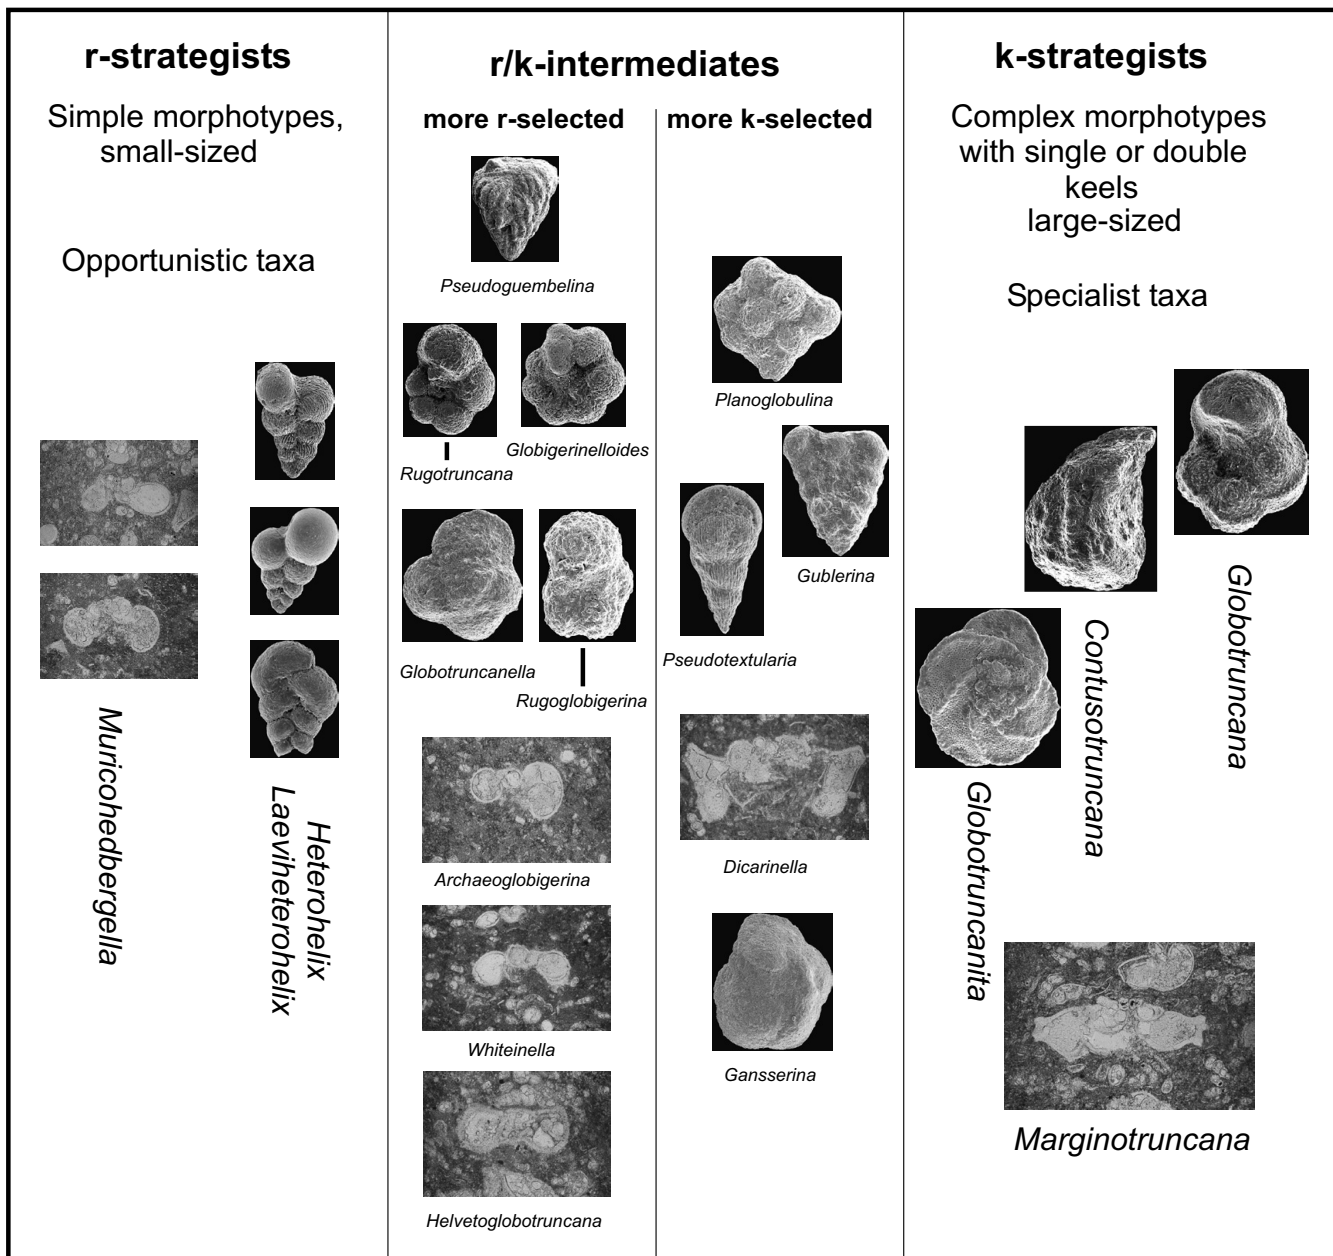 r-strategists
Simple morphotypes,
small-sized
Opportunistic taxa
Muricohedbergella
Heterohelix
Laeviheterohelix
r/k-intermediates
more r-selected
Pseudoguembelina
Rugotruncana
Globigerinelloides
Globotruncanella
Rugoglobigerina
Archaeoglobigerina
Whiteinella
Helvetoglobotruncana
more k-selected
Planoglobulina
Gublerina
Pseudotextularia
Dicarinella
Gansserina
k-strategists
Complex morphotypes
with single or double
keels
large-sized
Specialist taxa
Globotruncana
Contusotruncana
Globotruncanita
Marginotruncana